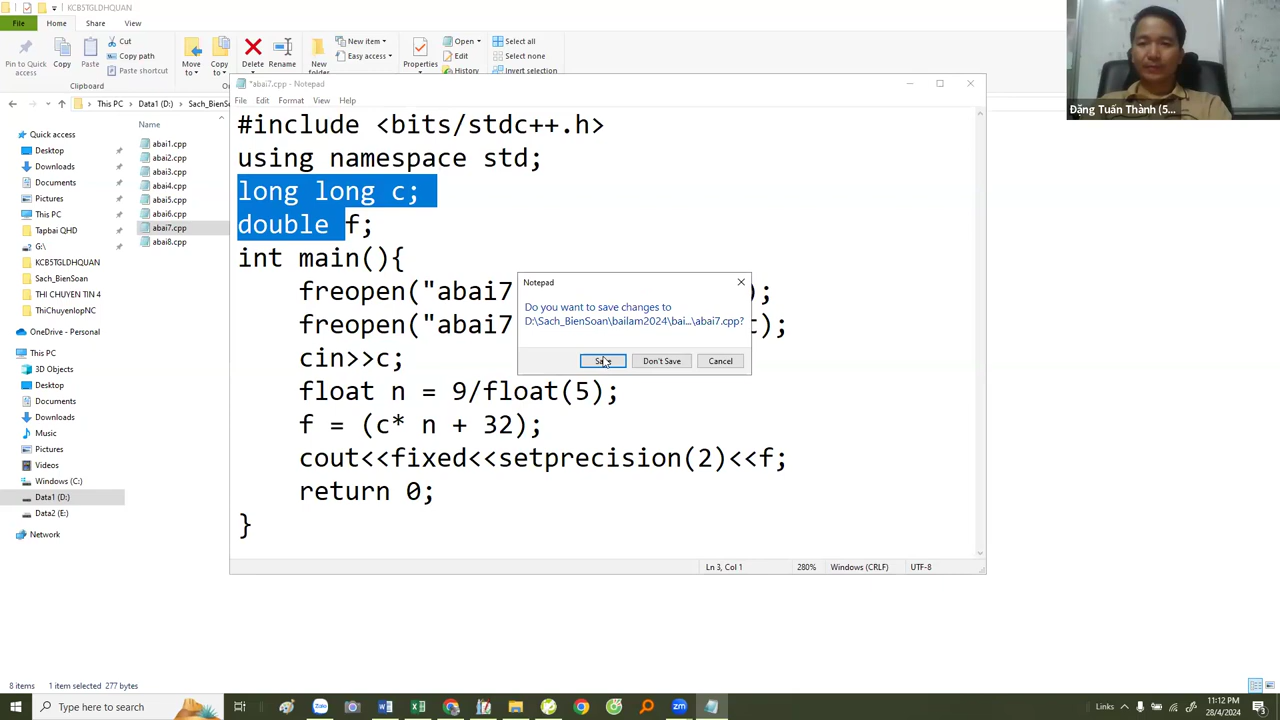 KCB5TGLDHQUAN
File
Home
Share
View
Pin to Quick access
Copy
Paste
Cut
Copy path
Paste shortcut
Clipboard
Move to
Copy to
Delete
Rename
New
New item
Easy access
Properties
Open
Edit
History
Select all
Select none
Invert selection
Đặng Tuấn Thành (5...
This PC
Data1 (D:)
Quick access
Desktop
Downloads
Documents
Pictures
This PC
Tapbai QHD
G:\
KCB5TGLDHQUAN
Sach_BienSoan
THI CHUYEN TIN 4
ThiChuyenlopNC
OneDrive - Personal
This PC
3D Objects
Desktop
Documents
Downloads
Music
Pictures
Videos
Windows (C:)
Data1 (D:)
Data2 (E:)
Network
Name
abai1.cpp
abai2.cpp
abai3.cpp
abai4.cpp
abai5.cpp
abai6.cpp
abai7.cpp
abai8.cpp
*abai7.cpp - Notepad
File Edit Format View Help
#include <bits/stdc++.h>
using namespace std;
long long c;
double f;
int main(){
freopen("abai7 );
freopen("abai7 );
cin>>c;
float n = 9/float(5);
f = (c* n + 32);
cout<<fixed<<setprecision(2)<<f;
return 0;
}
Notepad
Do you want to save changes to
D:\Sach_BienSoan\bailam2024\bai...\abai7.cpp?
Save
Don't Save
Cancel
Ln 3, Col 1
280%
Windows (CRLF)
UTF-8
8 items
1 item selected 277 bytes
Type here to search
Links
11:12 PM
28/4/2024